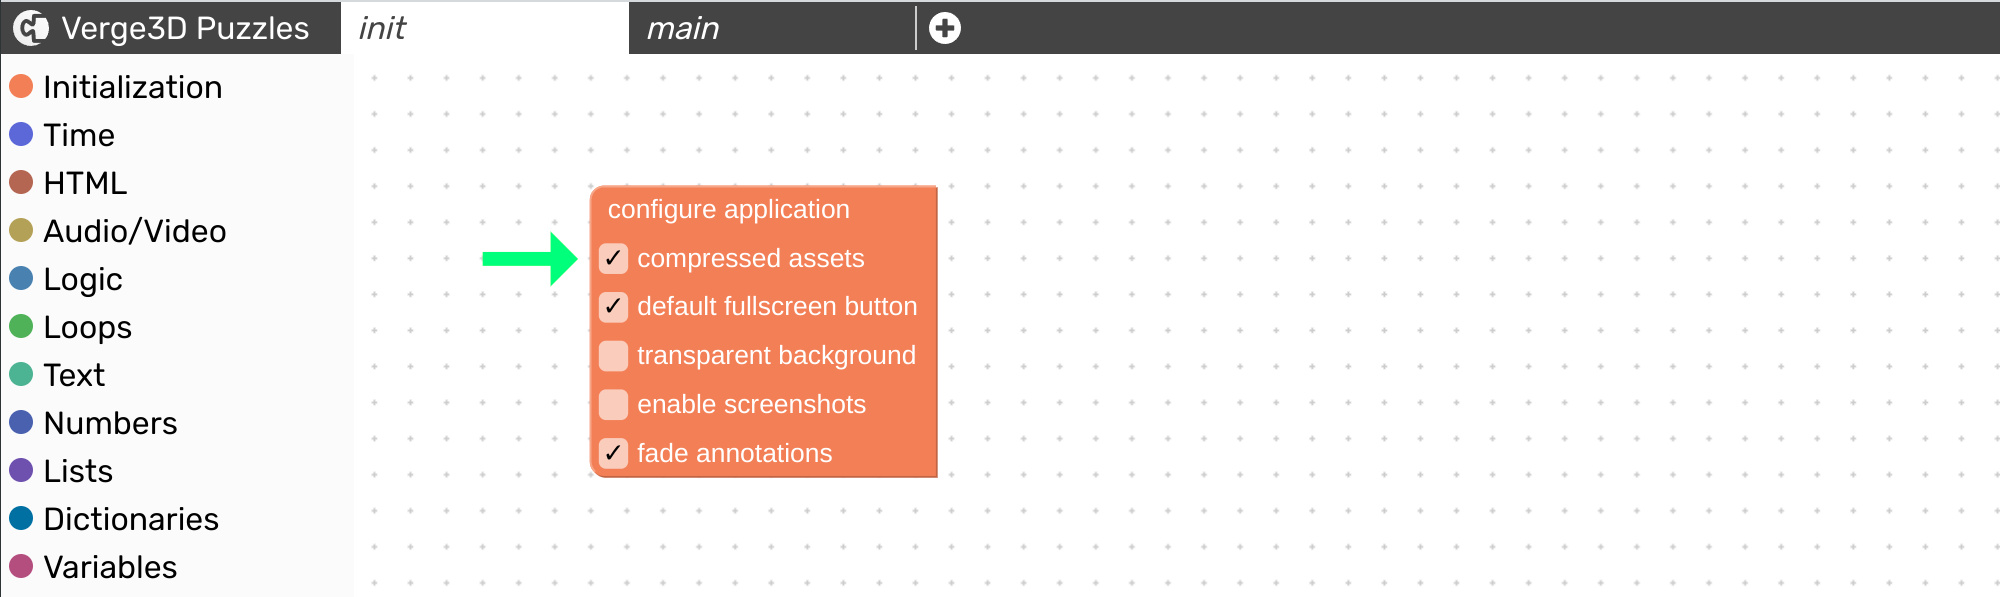 Verge3D Puzzles
init
main
Initialization
Time
HTML
Audio/Video
Logic
Loops
Text
Numbers
Lists
Dictionaries
Variables
configure application
compressed assets
default fullscreen button
transparent background
enable screenshots
fade annotations